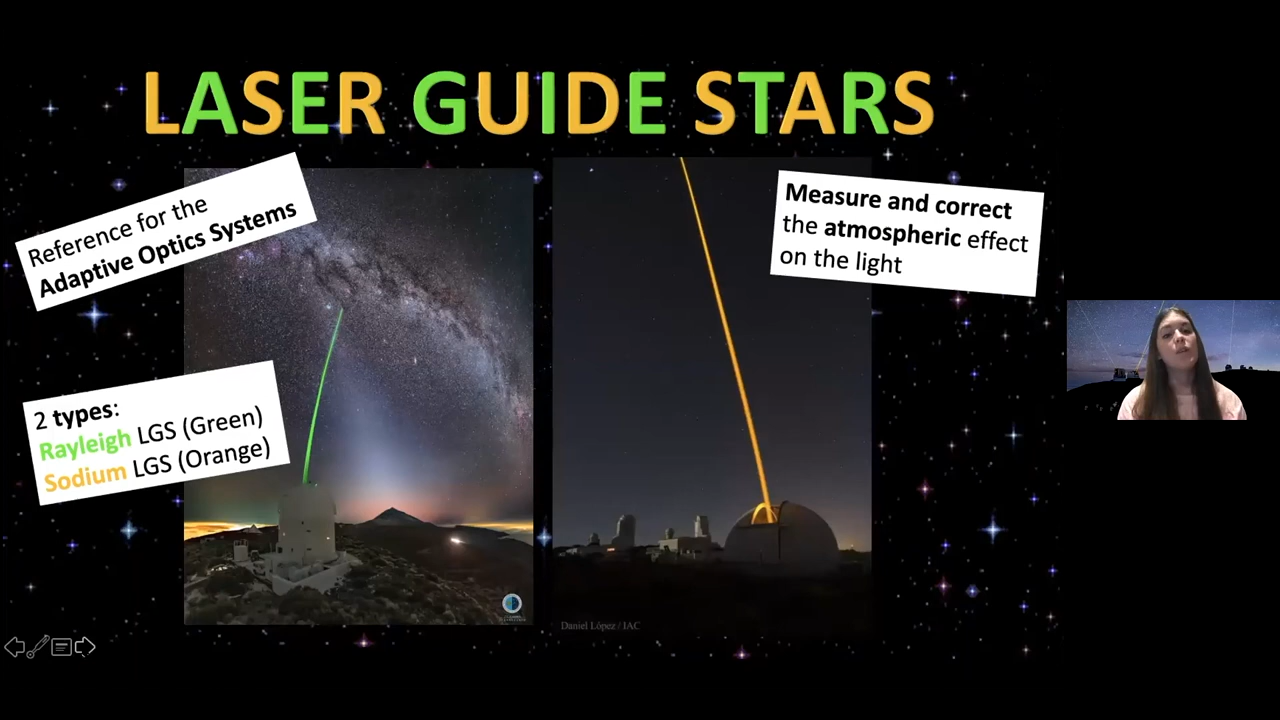 LASER GUIDE STARS
Reference for the
Adaptive Optics Systems
Measure and correct
the atmospheric effect
on the light
2 types:
Rayleigh LGS (Green)
Sodium LGS (Orange)
Daniel López / IAC